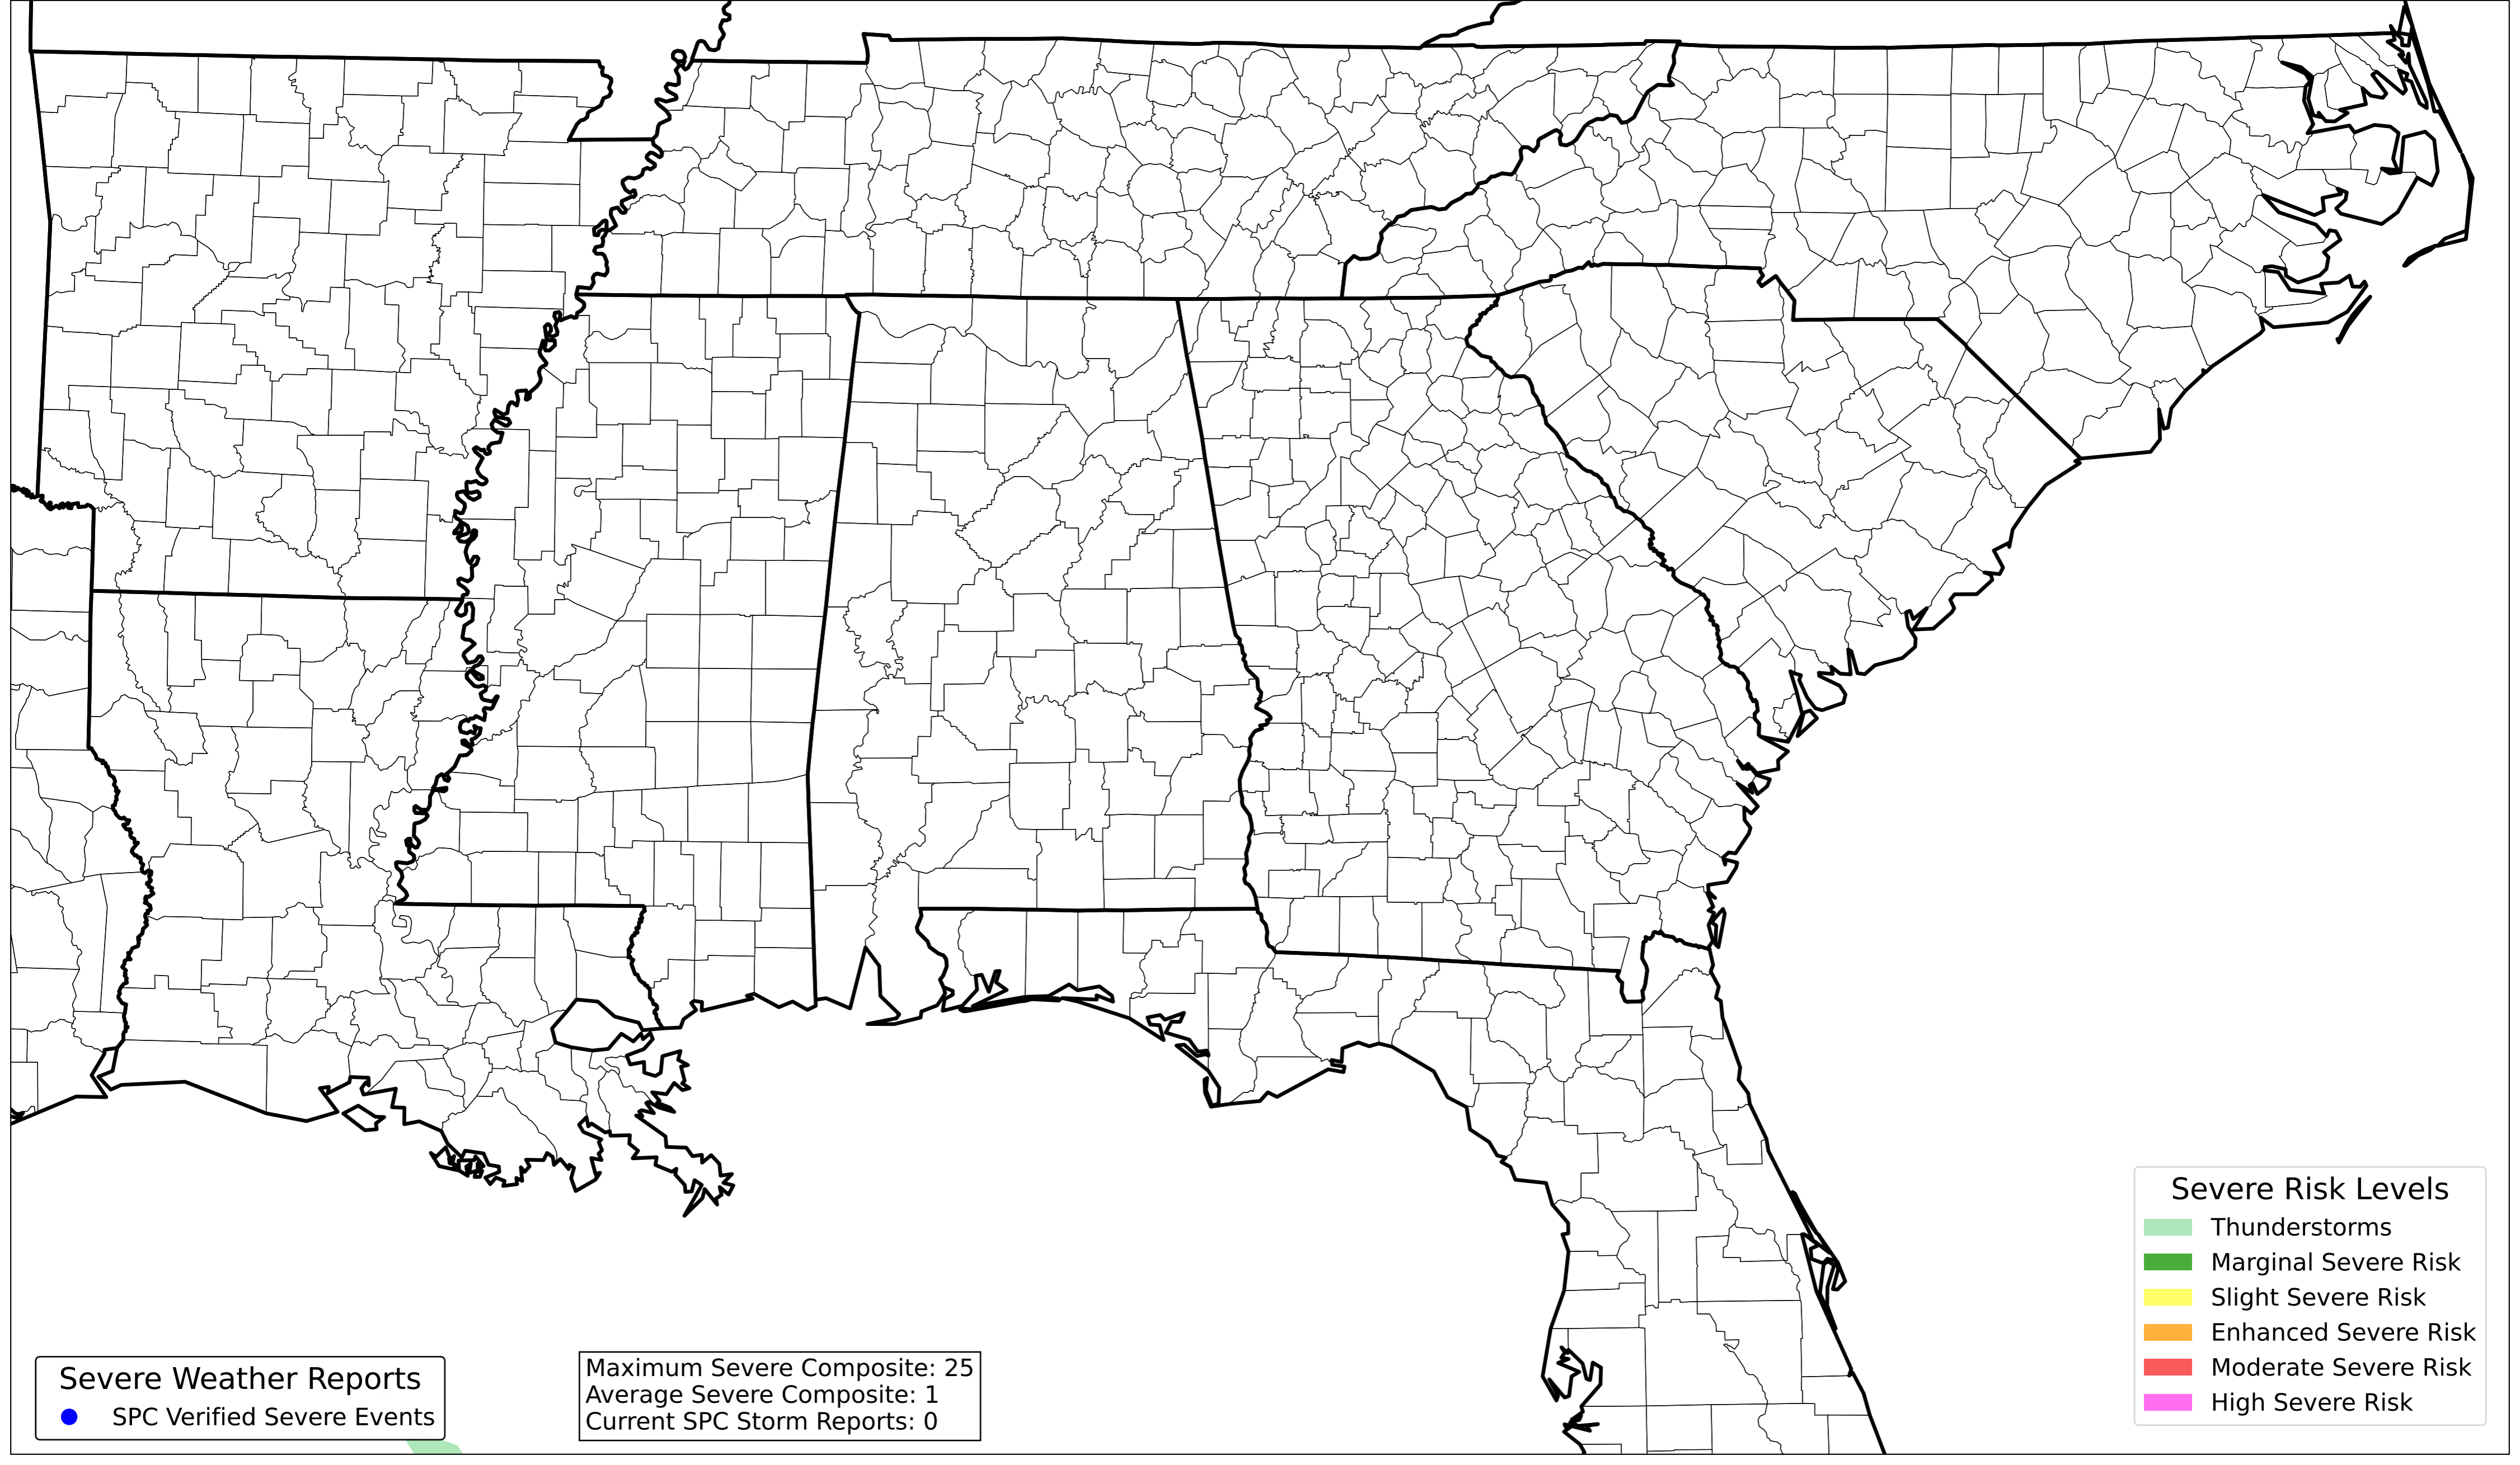 Severe Risk Levels
Thunderstorms
Marginal Severe Risk
Slight Severe Risk
Enhanced Severe Risk
Moderate Severe Risk
High Severe Risk
Severe Weather Reports
SPC Verified Severe Events
Maximum Severe Composite: 25
Average Severe Composite: 1
Current SPC Storm Reports: 0